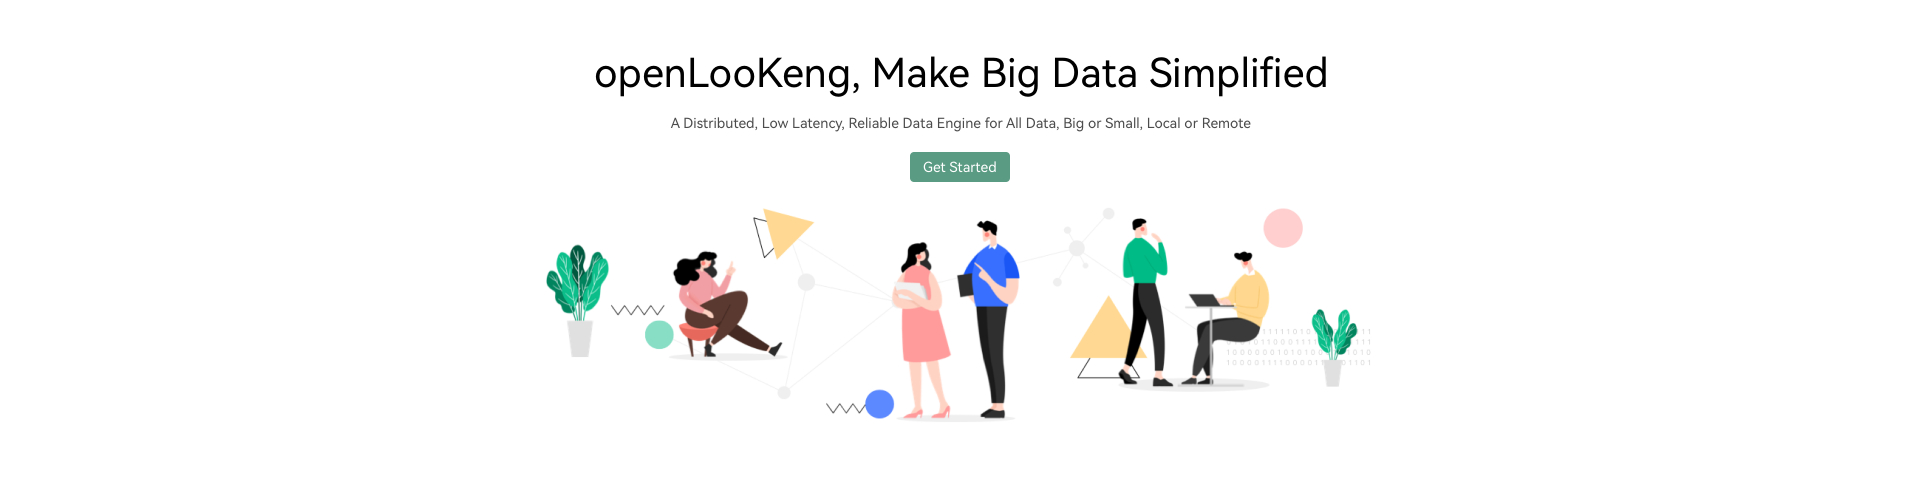 openLooKeng, Make Big Data Simplified
A Distributed, Low Latency, Reliable Data Engine for All Data, Big or Small, Local or Remote
Get Started